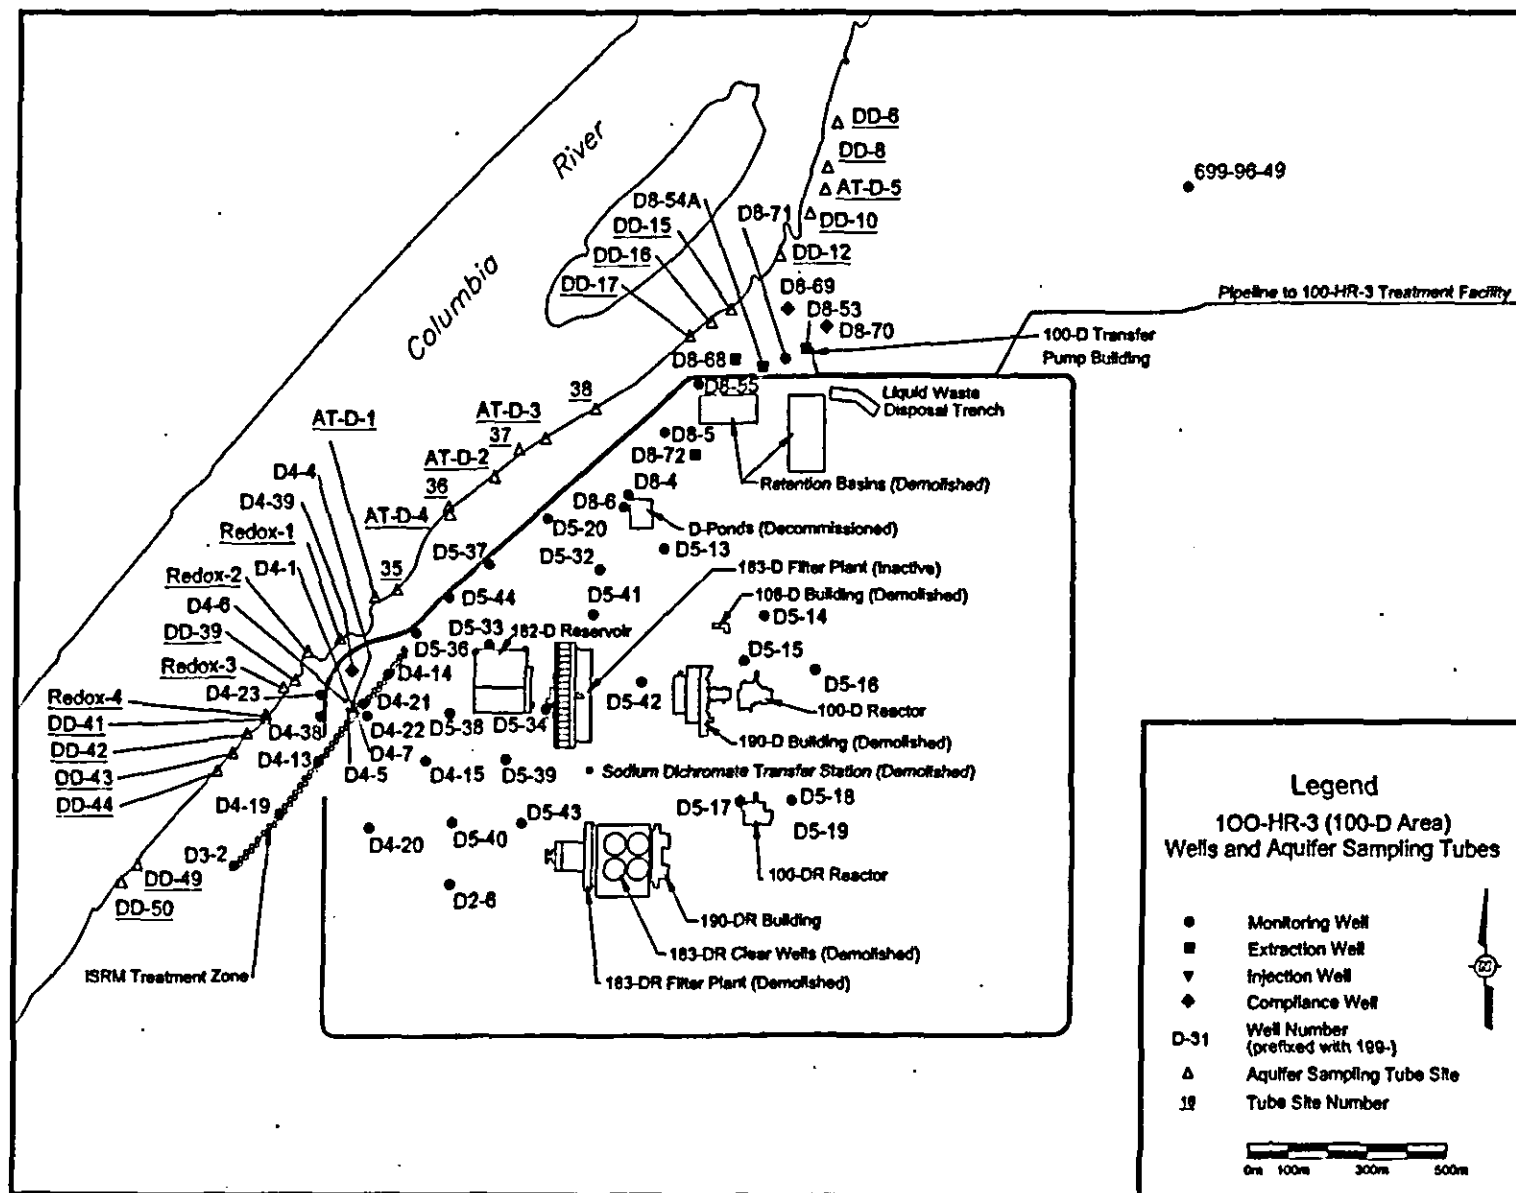 DD-6
DD-8
AT-D-5
DD-10
DD-12
699-96-49
River
Columbia
D8-54A
D8-71
DD-15
DD-16
DD-17
D8-69
D8-53
D8-70
Pipeline to 100-HR-3 Treatment Facility
100-D Transfer
Pump Building
D8-68
D8-55
Liquid Waste
Disposal Trench
38
AT-D-3
37
AT-D-1
AT-D-2
36
AT-D-4
35
D8-5
D8-72
Retention Basins (Demolished)
D8-4
D8-6
D-Ponds (Decommissioned)
D4-4
D4-39
Redox-1
D4-1
Redox-2
D4-6
DD-39
Redox-3
D4-23
Redox-4
DD-41
DD-42
DD-43
DD-44
D4-38
D4-13
D4-19
D3-2
DD-49
DD-50
ISRM Treatment Zone
D5-20
D5-37
D5-32
D5-13
183-D Filter Plant (Inactive)
D5-44
D5-41
108-D Building (Demolished)
D5-14
D5-33
182-D Reservoir
D5-36
D4-14
D5-15
D5-16
D4-21
D4-22
D4-7
D4-5
D5-38
D5-34
D5-42
100-D Reactor
190-D Building (Demolished)
D4-15
D5-39
Sodium Dichromate Transfer Station (Demolished)
D5-17
D5-18
D5-19
D4-20
D5-40
D5-43
100-DR Reactor
D2-6
190-DR Building
183-DR Clear Wells (Demolished)
183-DR Filter Plant (Demolished)
Legend
100-HR-3 (100-D Area)
Wells and Aquifer Sampling Tubes
Monitoring Well
Extraction Well
Injection Well
Compliance Well
D-31 Well Number
(prefixed with 199-)
Aquifer Sampling Tube Site
19 Tube Site Number
0m 100m 300m 500m